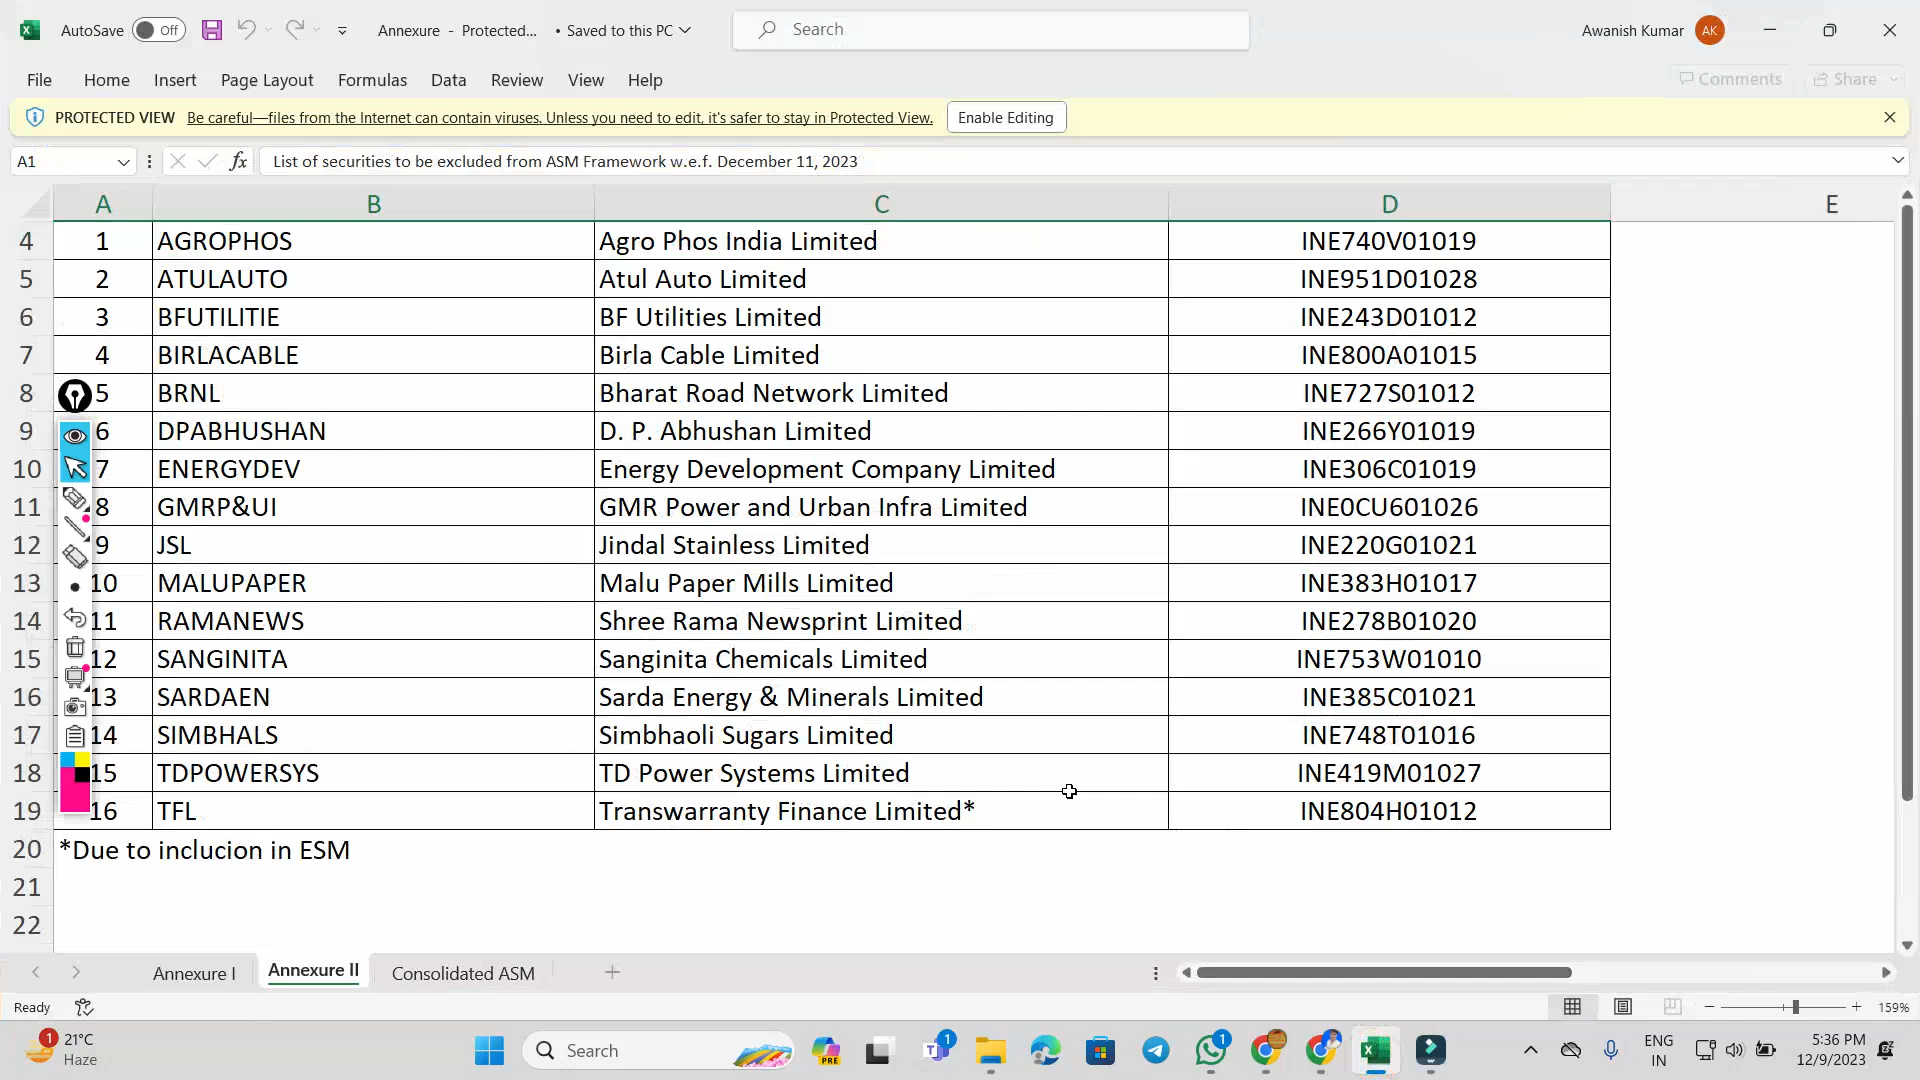 AutoSave Off Annexure - Protected... • Saved to this PC Search Awanish Kumar AK
File Home Insert Page Layout Formulas Data Review View Help Comments Share
PROTECTED VIEW Be careful—files from the Internet can contain viruses. Unless you need to edit, it's safer to stay in Protected View. Enable Editing
A1 fx List of securities to be excluded from ASM Framework w.e.f. December 11, 2023
A B C D E
4 1 AGROPHOS Agro Phos India Limited INE740V01019
5 2 ATULAUTO Atul Auto Limited INE951D01028
6 3 BFUTILITIE BF Utilities Limited INE243D01012
7 4 BIRLACABLE Birla Cable Limited INE800A01015
8 5 BRNL Bharat Road Network Limited INE727S01012
9 6 DPABHUSHAN D. P. Abhushan Limited INE266Y01019
10 7 ENERGYDEV Energy Development Company Limited INE306C01019
11 8 GMRP&UI GMR Power and Urban Infra Limited INE0CU601026
12 9 JSL Jindal Stainless Limited INE220G01021
13 10 MALUPAPER Malu Paper Mills Limited INE383H01017
14 11 RAMANEWS Shree Rama Newsprint Limited INE278B01020
15 12 SANGINITA Sanginita Chemicals Limited INE753W01010
16 13 SARDAEN Sarda Energy & Minerals Limited INE385C01021
17 14 SIMBHALS Simbhaoli Sugars Limited INE748T01016
18 15 TDPOWERSYS TD Power Systems Limited INE419M01027
19 16 TFL Transwarranty Finance Limited* INE804H01012
20 *Due to inclucion in ESM
21
22
Annexure I Annexure II Consolidated ASM
Ready 159%
1 21°C Search PRE 1 1 ENG 5:36 PM
Haze IN 12/9/2023